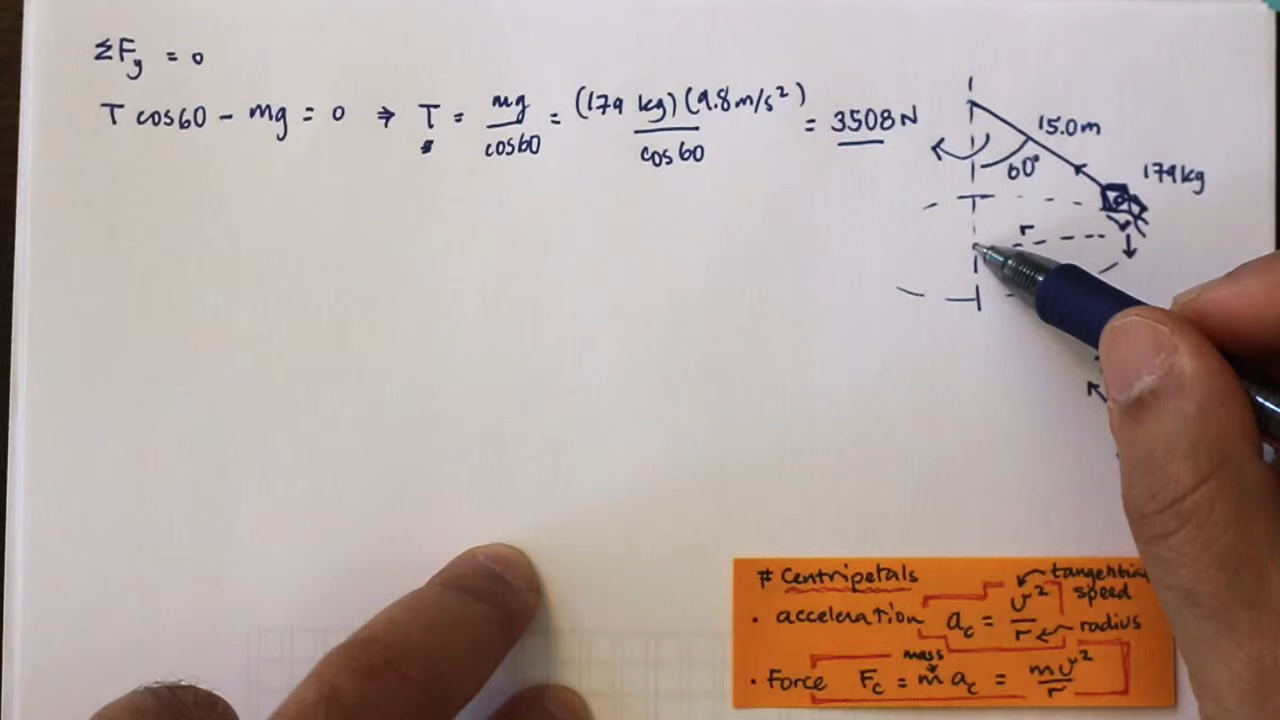 ΣFy = 0
T cos60 - mg = 0 ⇒ T = mg / cos60 = (179 kg)(9.8 m/s²) / cos60 = 3508 N
15.0m
60°
179kg
r
# Centripetals
tangential speed
· acceleration ac = v² / r
radius
mass
· Force Fc = m ac = mv² / r